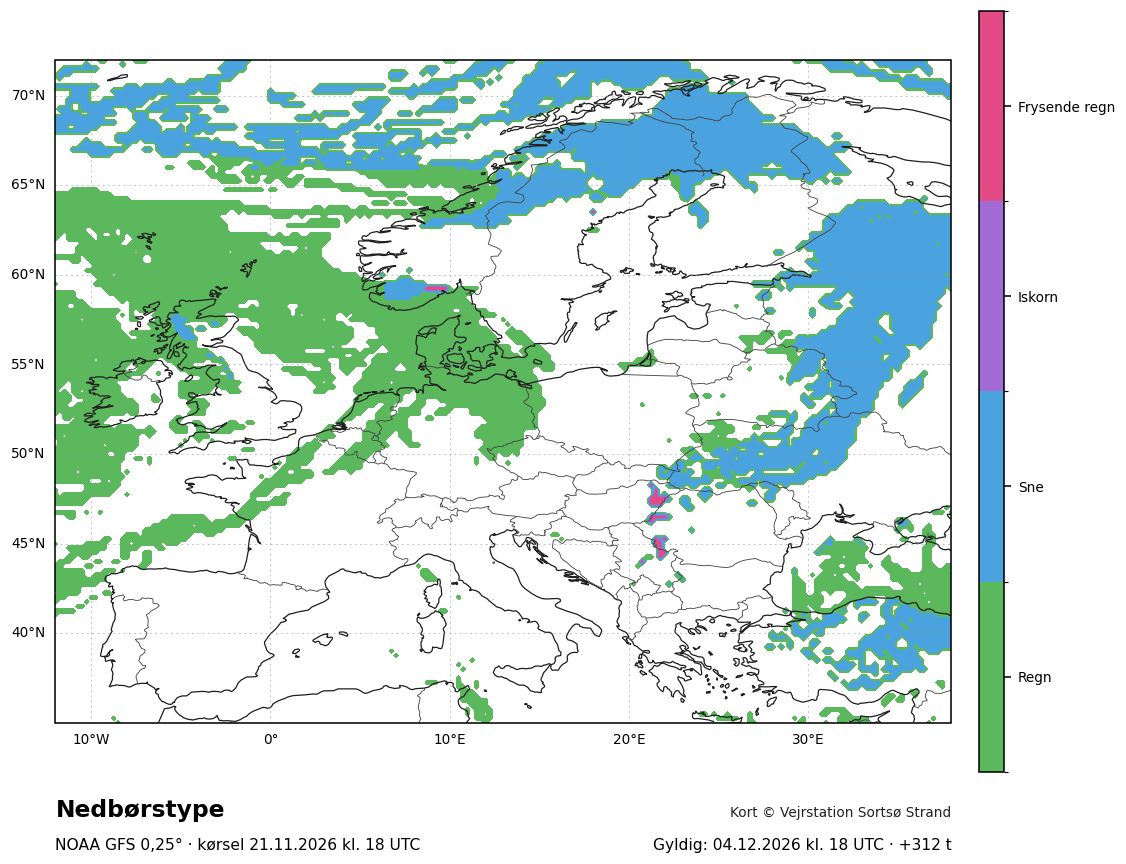 Frysende regn
Iskorn
Sne
Regn
70°N
65°N
60°N
55°N
50°N
45°N
40°N
10°W
0°
10°E
20°E
30°E
Nedbørstype
Kort © Vejrstation Sortsø Strand
NOAA GFS 0,25° · kørsel 21.11.2026 kl. 18 UTC
Gyldig: 04.12.2026 kl. 18 UTC · +312 t